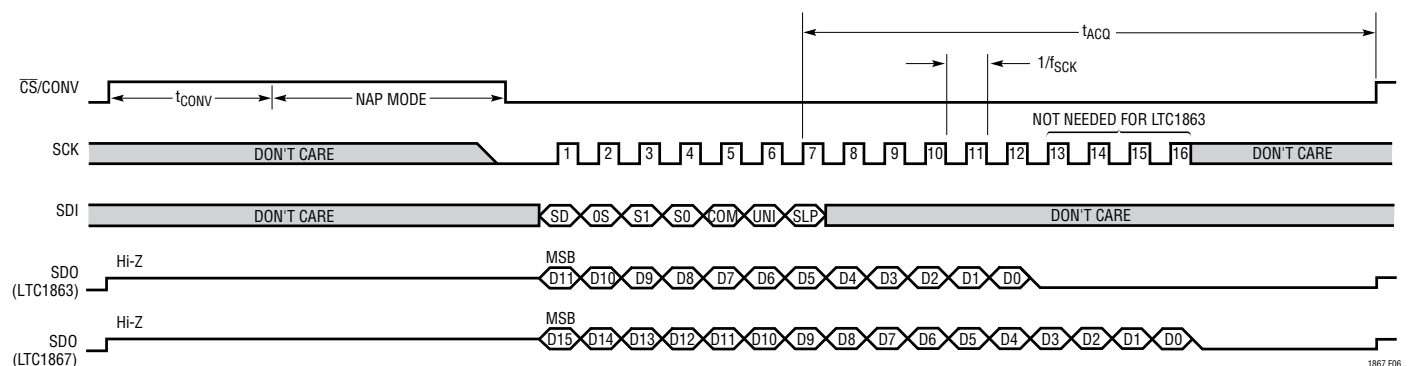 tACQ
1/fSCK
CS/CONV
tCONV
NAP MODE
NOT NEEDED FOR LTC1863
SCK
DON'T CARE
1 2 3 4 5 6 7 8 9 10 11 12 13 14 15 16
DON'T CARE
SDI
DON'T CARE
SD 0S S1 S0 COM UNI SLP
DON'T CARE
Hi-Z
MSB
SDO
(LTC1863)
D11 D10 D9 D8 D7 D6 D5 D4 D3 D2 D1 D0
Hi-Z
MSB
SDO
(LTC1867)
D15 D14 D13 D12 D11 D10 D9 D8 D7 D6 D5 D4 D3 D2 D1 D0
1867 F06